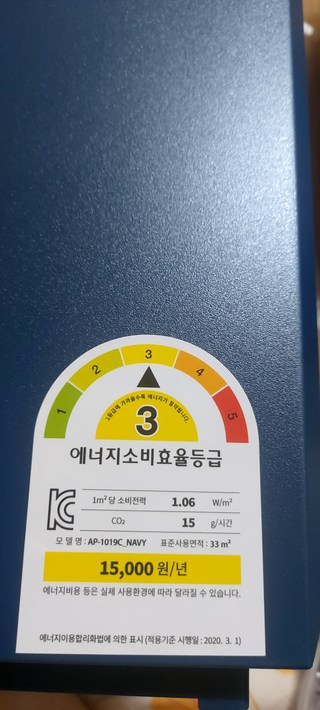 1 2 3 4 5
1등급에 가까울수록 에너지가 절약됩니다.
3
에너지소비효율등급
1m² 당 소비전력 1.06 W/m²
CO₂ 15 g/시간
모 델 명 : AP-1019C_NAVY 표준사용면적 : 33 m²
15,000 원/년
에너지비용 등은 실제 사용환경에 따라 달라질 수 있습니다.
에너지이용합리화법에 의한 표시 (적용기준 시행일 : 2020. 3. 1)